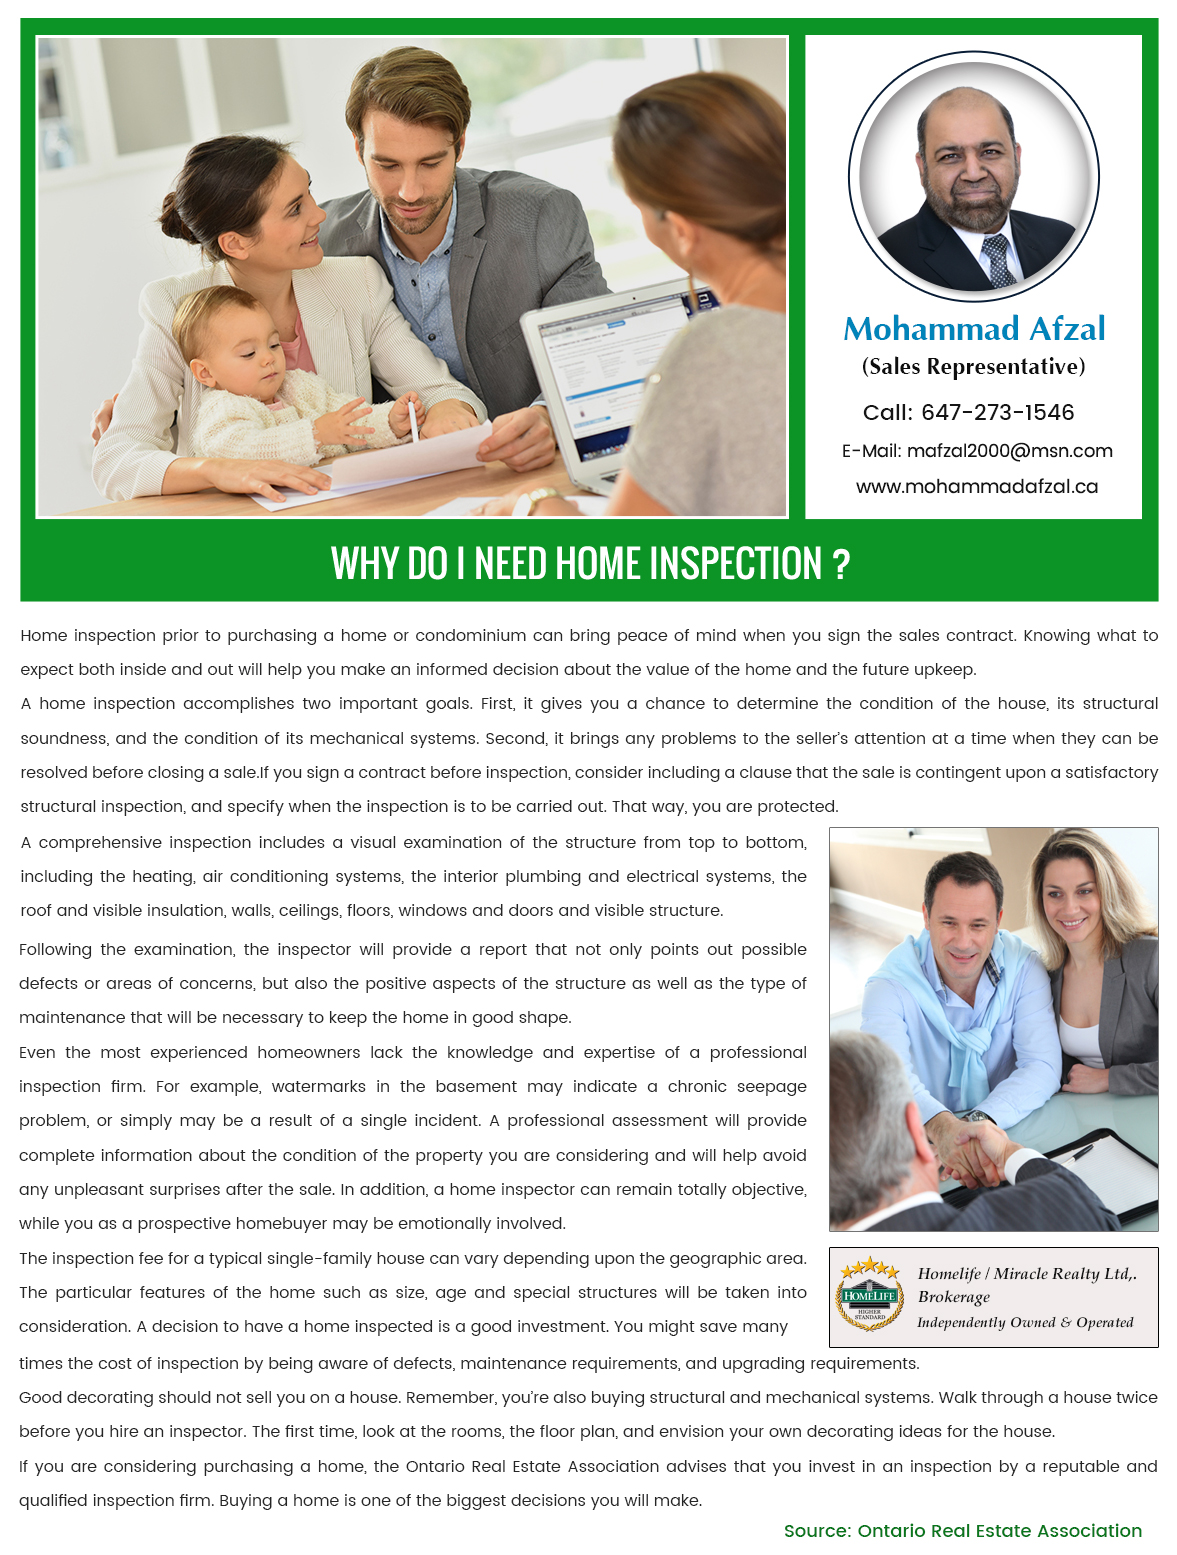 Mohammad Afzal
(Sales Representative)
Call: 647-273-1546
E-Mail: mafzal2000@msn.com
www.mohammadafzal.ca
WHY DO I NEED HOME INSPECTION ?
Home inspection prior to purchasing a home or condominium can bring peace of mind when you sign the sales contract. Knowing what to
expect both inside and out will help you make an informed decision about the value of the home and the future upkeep.
A home inspection accomplishes two important goals. First, it gives you a chance to determine the condition of the house, its structural
soundness, and the condition of its mechanical systems. Second, it brings any problems to the seller's attention at a time when they can be
resolved before closing a sale.If you sign a contract before inspection, consider including a clause that the sale is contingent upon a satisfactory
structural inspection, and specify when the inspection is to be carried out. That way, you are protected.
A comprehensive inspection includes a visual examination of the structure from top to bottom,
including the heating, air conditioning systems, the interior plumbing and electrical systems, the
roof and visible insulation, walls, ceilings, floors, windows and doors and visible structure.
Following the examination, the inspector will provide a report that not only points out possible
defects or areas of concerns, but also the positive aspects of the structure as well as the type of
maintenance that will be necessary to keep the home in good shape.
Even the most experienced homeowners lack the knowledge and expertise of a professional
inspection firm. For example, watermarks in the basement may indicate a chronic seepage
problem, or simply may be a result of a single incident. A professional assessment will provide
complete information about the condition of the property you are considering and will help avoid
any unpleasant surprises after the sale. In addition, a home inspector can remain totally objective,
while you as a prospective homebuyer may be emotionally involved.
The inspection fee for a typical single-family house can vary depending upon the geographic area.
The particular features of the home such as size, age and special structures will be taken into
consideration. A decision to have a home inspected is a good investment. You might save many
times the cost of inspection by being aware of defects, maintenance requirements, and upgrading requirements.
Good decorating should not sell you on a house. Remember, you're also buying structural and mechanical systems. Walk through a house twice
before you hire an inspector. The first time, look at the rooms, the floor plan, and envision your own decorating ideas for the house.
If you are considering purchasing a home, the Ontario Real Estate Association advises that you invest in an inspection by a reputable and
qualified inspection firm. Buying a home is one of the biggest decisions you will make.
HOMELIFE
HIGHER
STANDARD
Homelife / Miracle Realty Ltd,.
Brokerage
Independently Owned & Operated
Source: Ontario Real Estate Association